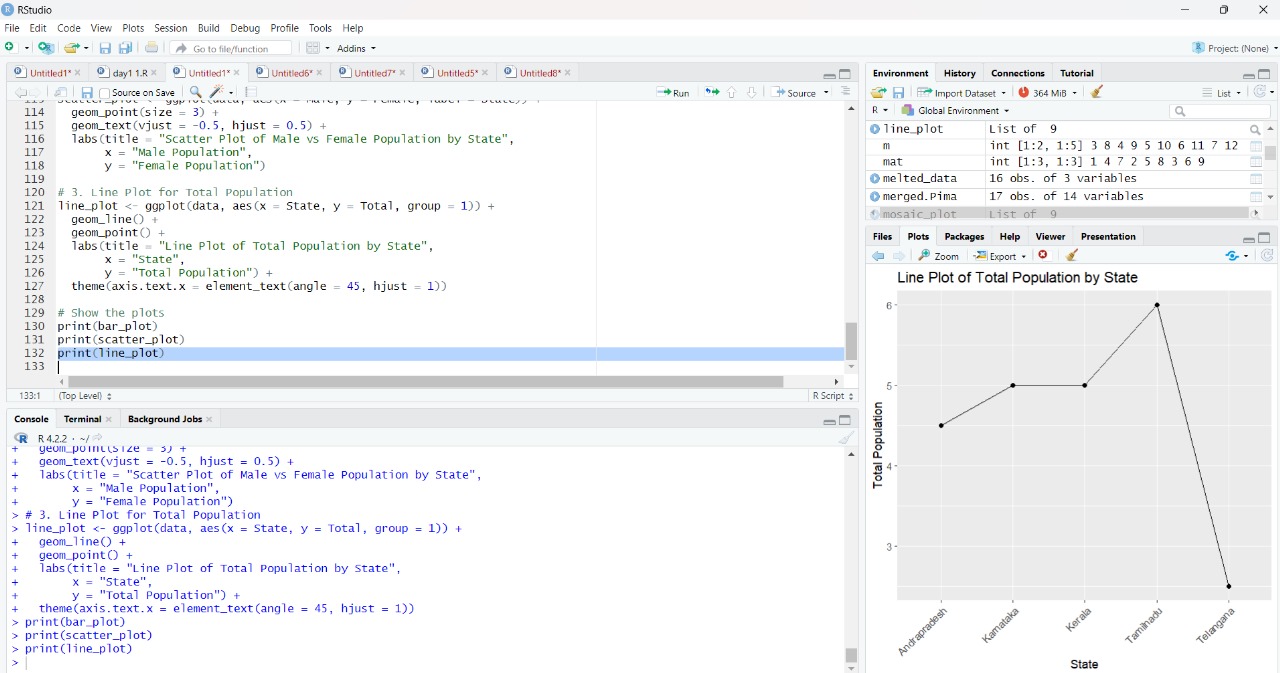 RStudio
File Edit Code View Plots Session Build Debug Profile Tools Help
Go to file/function Addins Project: (None)
Untitled1* day1 1.R Untitled1* Untitled6* Untitled7* Untitled5* Untitled8*
Source on Save Run Source
114 geom_point(size = 3) +
115 geom_text(vjust = -0.5, hjust = 0.5) +
116 labs(title = "Scatter Plot of Male vs Female Population by State",
117 x = "Male Population",
118 y = "Female Population")
119
120 # 3. Line Plot for Total Population
121 line_plot <- ggplot(data, aes(x = State, y = Total, group = 1)) +
122 geom_line() +
123 geom_point() +
124 labs(title = "Line Plot of Total Population by State",
125 x = "State",
126 y = "Total Population") +
127 theme(axis.text.x = element_text(angle = 45, hjust = 1))
128
129 # Show the plots
130 print(bar_plot)
131 print(scatter_plot)
132 print(line_plot)
133
133:1 (Top Level) R Script
Console Terminal Background Jobs
R R 4.2.2 · ~/
+ geom_point(size = 3) +
+ geom_text(vjust = -0.5, hjust = 0.5) +
+ labs(title = "Scatter Plot of Male vs Female Population by State",
+ x = "Male Population",
+ y = "Female Population")
> # 3. Line Plot for Total Population
> line_plot <- ggplot(data, aes(x = State, y = Total, group = 1)) +
+ geom_line() +
+ geom_point() +
+ labs(title = "Line Plot of Total Population by State",
+ x = "State",
+ y = "Total Population") +
+ theme(axis.text.x = element_text(angle = 45, hjust = 1))
> print(bar_plot)
> print(scatter_plot)
> print(line_plot)
>
Environment History Connections Tutorial
Import Dataset 364 MiB List
R Global Environment
line_plot List of 9
m int [1:2, 1:5] 3 8 4 9 5 10 6 11 7 12
mat int [1:3, 1:3] 1 4 7 2 5 8 3 6 9
melted_data 16 obs. of 3 variables
merged.Pima 17 obs. of 14 variables
mosaic_plot List of 9
Files Plots Packages Help Viewer Presentation
Zoom Export
Line Plot of Total Population by State
6
5
4
3
Total Population
Andrapradesh Karnataka Kerala Tamilnadu Telangana
State